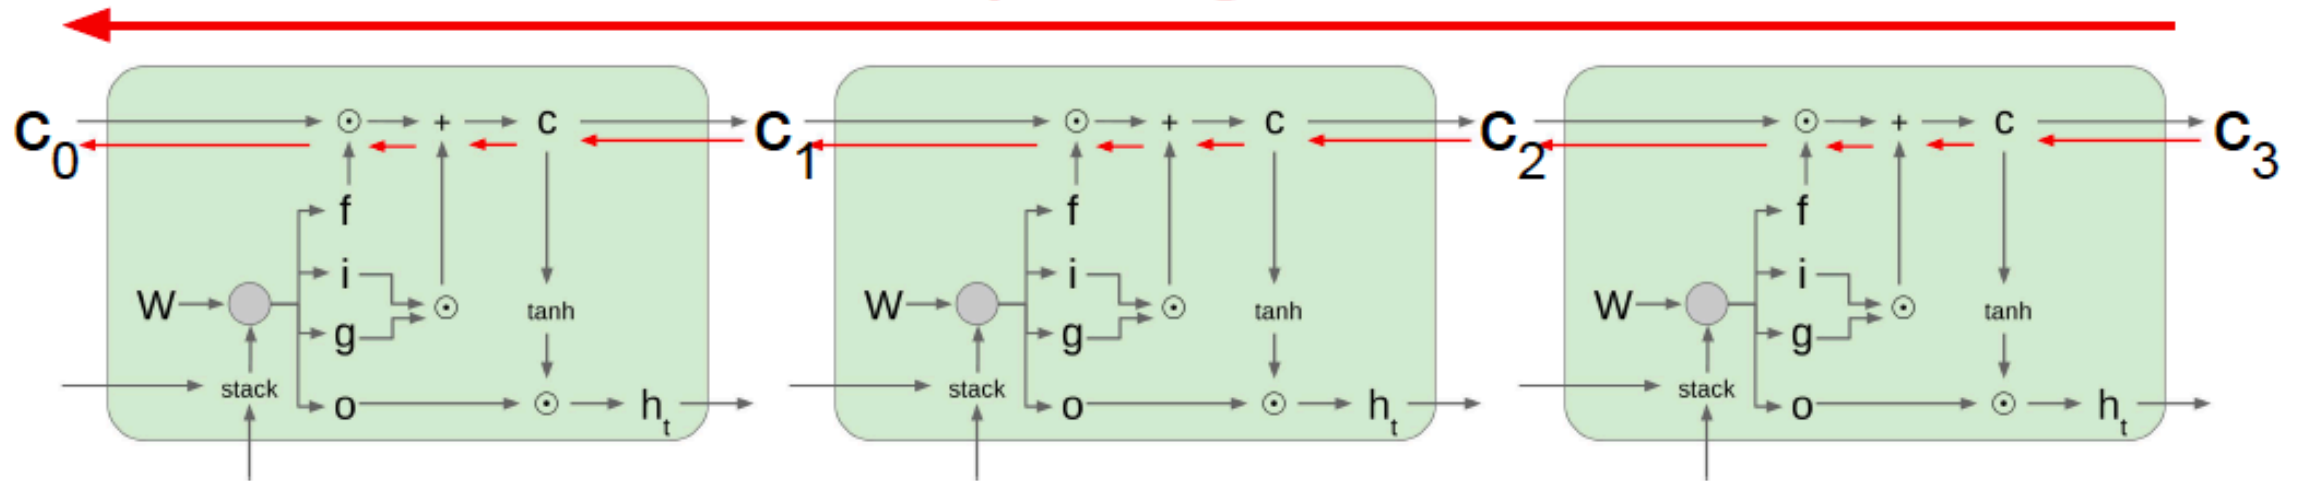 C0 ⊙ + c C1 ⊙ + c C2 ⊙ + c C3
f f f
i i i
W ⊙ tanh W ⊙ tanh W ⊙ tanh
g g g
stack stack stack
o ⊙ ht o ⊙ ht o ⊙ ht